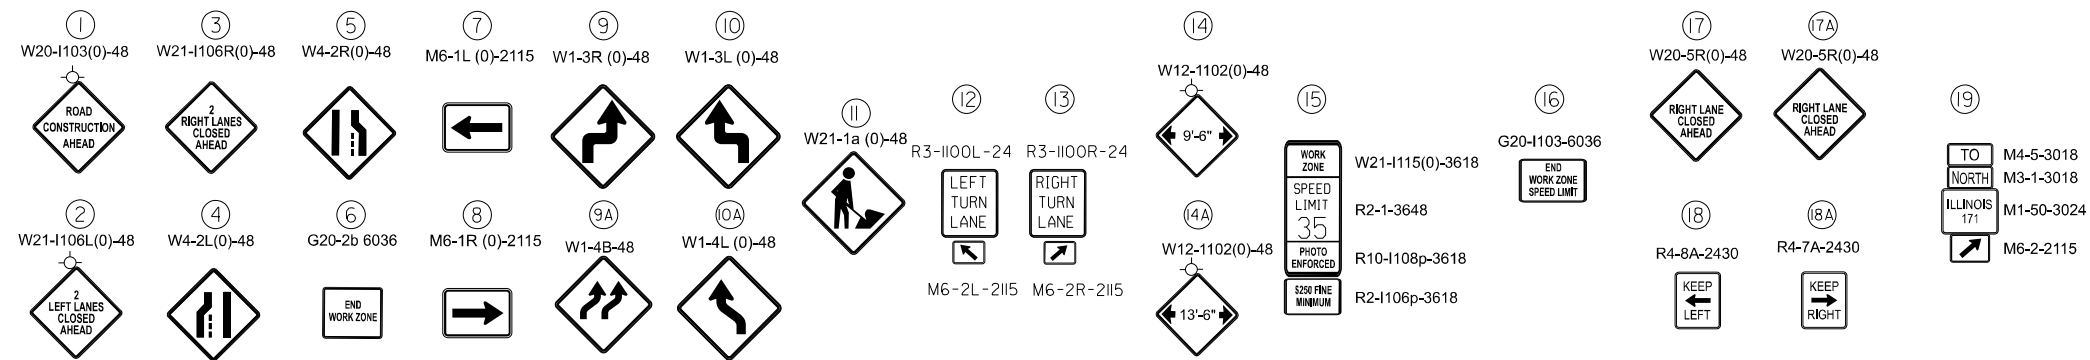 1
W20-I103(0)-48
ROAD
CONSTRUCTION
AHEAD
2
W21-I106L(0)-48
2
LEFT LANES
CLOSED
AHEAD
3
W21-I106R(0)-48
2
RIGHT LANES
CLOSED
AHEAD
4
W4-2L(0)-48
5
W4-2R(0)-48
6
G20-2b 6036
END
WORK ZONE
7
M6-1L (0)-2115
8
M6-1R (0)-2115
9
W1-3R (0)-48
9A
W1-4B-48
10
W1-3L (0)-48
10A
W1-4L (0)-48
11
W21-1a (0)-48
12
R3-I100L-24
LEFT
TURN
LANE
M6-2L-2115
13
R3-I100R-24
RIGHT
TURN
LANE
M6-2R-2115
14
W12-1102(0)-48
9'-6"
14A
W12-1102(0)-48
13'-6"
15
WORK
ZONE
W21-I115(0)-3618
SPEED
LIMIT
35
R2-1-3648
PHOTO
ENFORCED
R10-I108p-3618
$250 FINE
MINIMUM
R2-I106p-3618
16
G20-I103-6036
END
WORK ZONE
SPEED LIMIT
17
W20-5R(0)-48
RIGHT LANE
CLOSED
AHEAD
17A
W20-5R(0)-48
RIGHT LANE
CLOSED
AHEAD
18
R4-8A-2430
KEEP
LEFT
18A
R4-7A-2430
KEEP
RIGHT
19
TO M4-5-3018
NORTH M3-1-3018
ILLINOIS
171
M1-50-3024
M6-2-2115